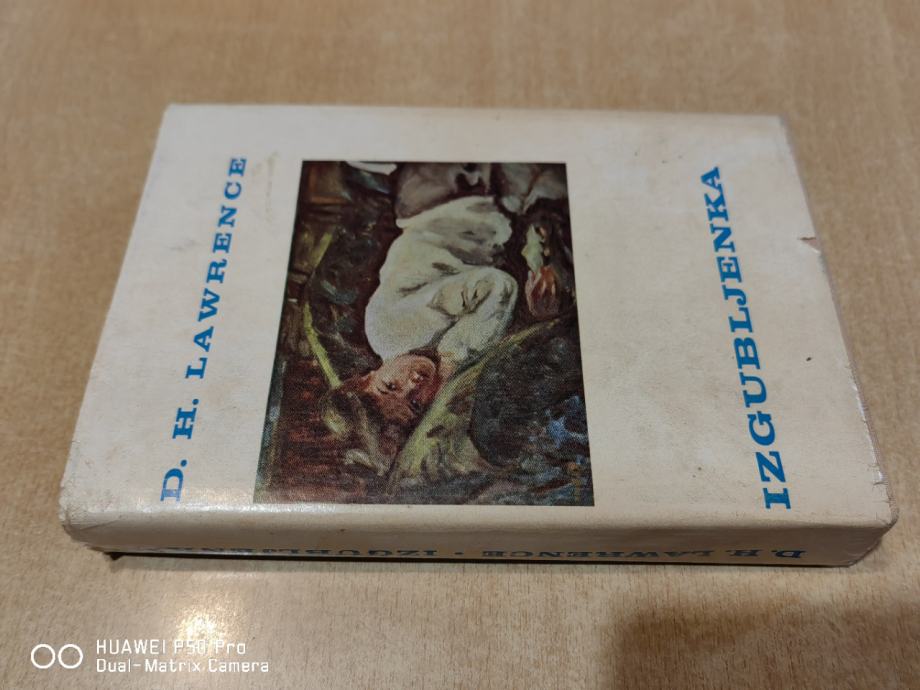 D. H. LAWRENCE
IZGUBLJENKA
D. H. LAWRENCE • IZGUBLJENKA
HUAWEI P50 Pro
Dual-Matrix Camera